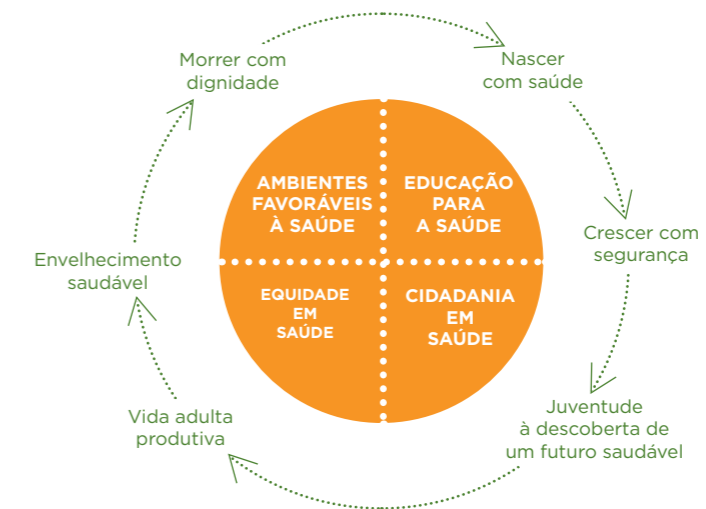 Morrer com
dignidade
Nascer
com saúde
AMBIENTES
FAVORÁVEIS
À SAÚDE
EDUCAÇÃO
PARA
A SAÚDE
Crescer com
segurança
Envelhecimento
saudável
EQUIDADE
EM
SAÚDE
CIDADANIA
EM
SAÚDE
Juventude
à descoberta de
um futuro saudável
Vida adulta
produtiva